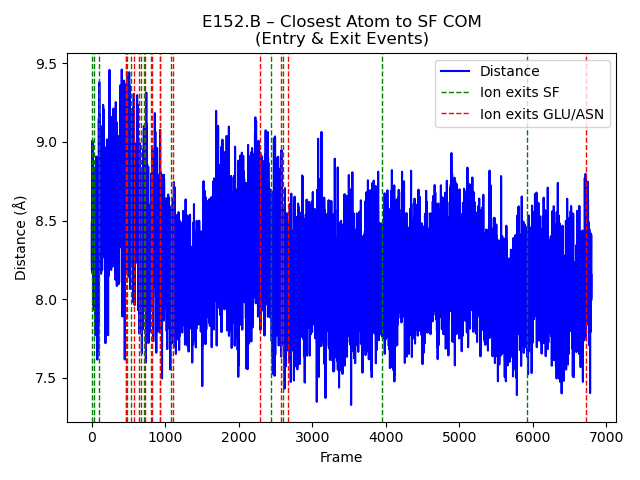 E152.B – Closest Atom to SF COM
(Entry & Exit Events)
Distance
Ion exits SF
Ion exits GLU/ASN
Distance (Å)
9.5
9.0
8.5
8.0
7.5
0
1000
2000
3000
4000
5000
6000
7000
Frame